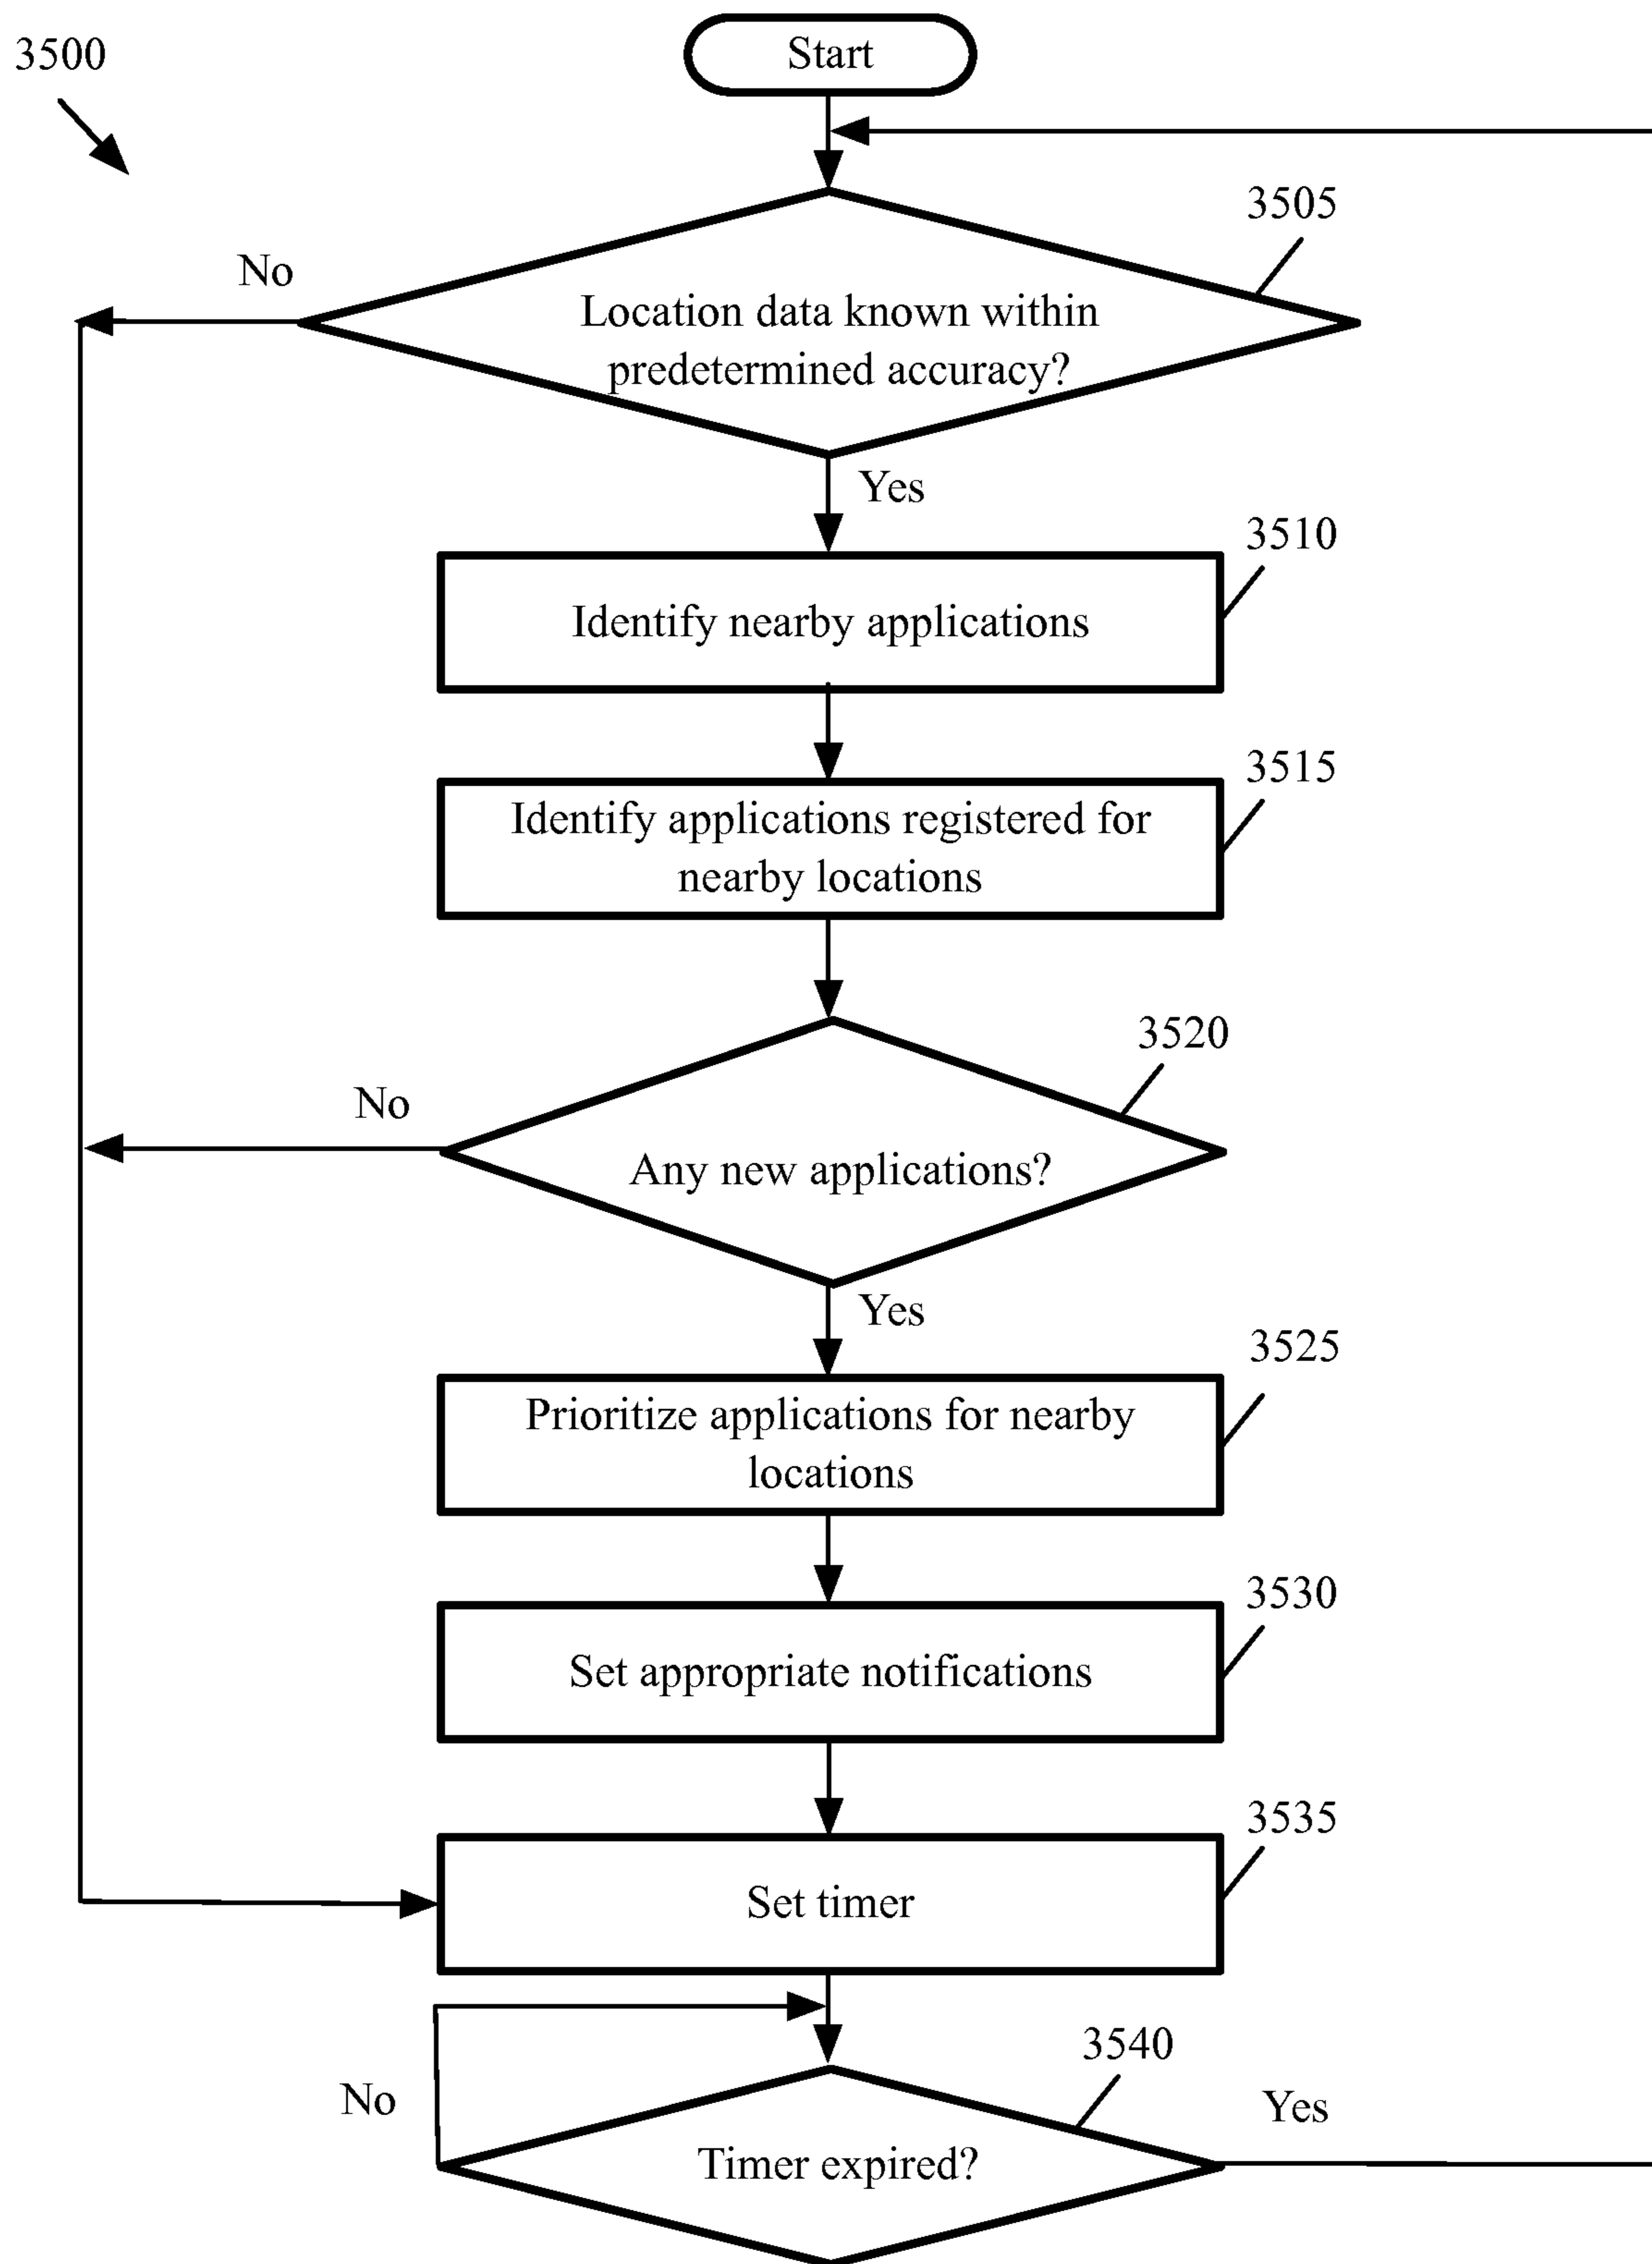 3500
Start
3505
No
Location data known within
predetermined accuracy?
Yes
3510
Identify nearby applications
3515
Identify applications registered for
nearby locations
3520
No
Any new applications?
Yes
3525
Prioritize applications for nearby
locations
3530
Set appropriate notifications
3535
Set timer
3540
No
Yes
Timer expired?